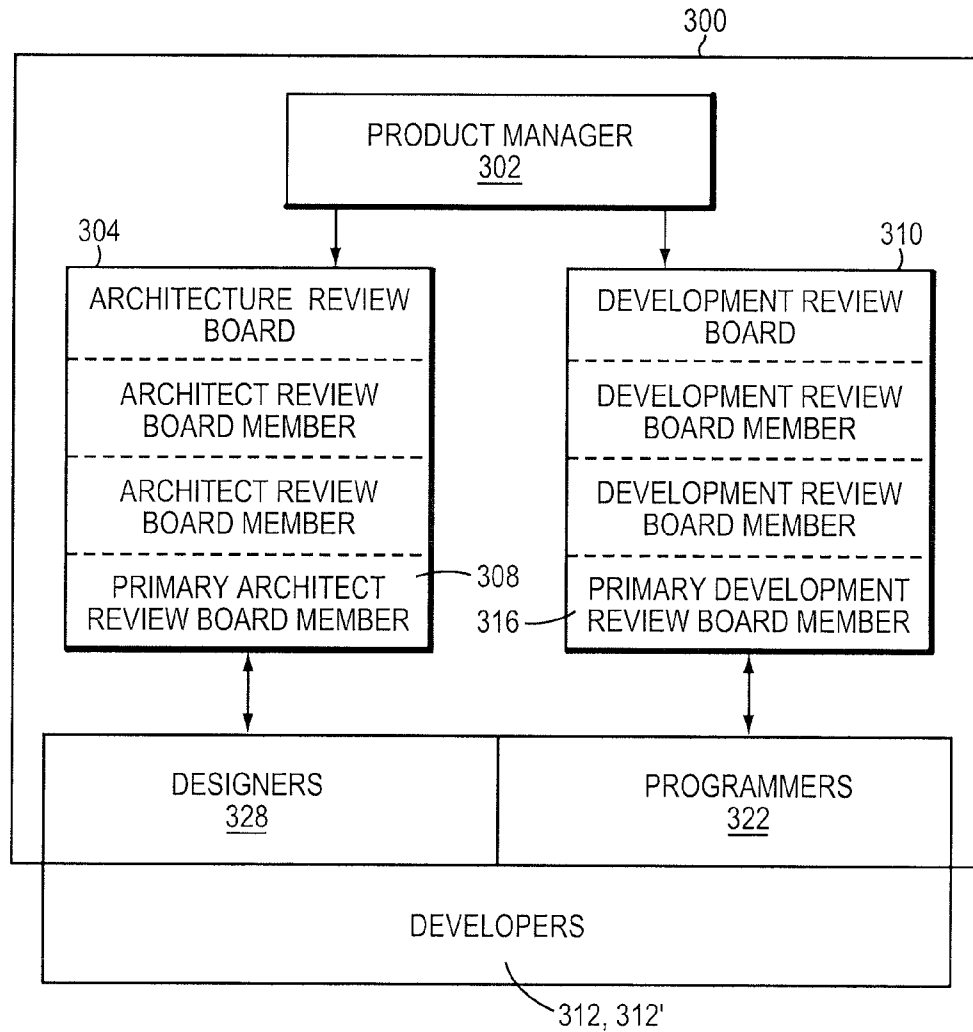 300
PRODUCT MANAGER
302
304
310
ARCHITECTURE REVIEW
BOARD
ARCHITECT REVIEW
BOARD MEMBER
ARCHITECT REVIEW
BOARD MEMBER
PRIMARY ARCHITECT
REVIEW BOARD MEMBER
308
DEVELOPMENT REVIEW
BOARD
DEVELOPMENT REVIEW
BOARD MEMBER
DEVELOPMENT REVIEW
BOARD MEMBER
PRIMARY DEVELOPMENT
REVIEW BOARD MEMBER
316
DESIGNERS
328
PROGRAMMERS
322
DEVELOPERS
312, 312'